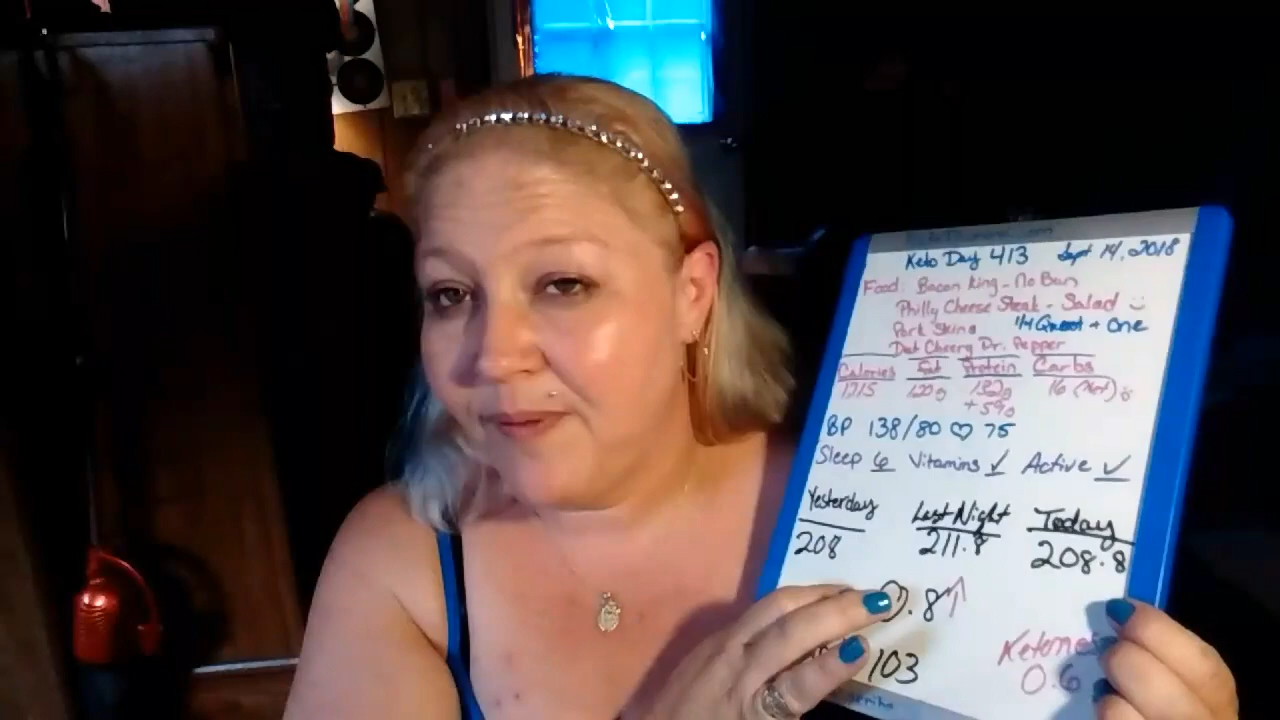 Keto Day 413 Sept 14, 2018
Food: Bacon King - No Bun
Philly Cheese Steak - Salad
Pork Skins 1/4 Quest + One
Diet Cherry Dr. Pepper
Calories Fat Protein Carbs
1715 120g 132g 16 (Net)
+59g
BP 138/80 ♡ 75
Sleep 6 Vitamins ✓ Active ✓
Yesterday Last Night Today
208 211.8 208.8
0.8↑
Ketones
103 0.6